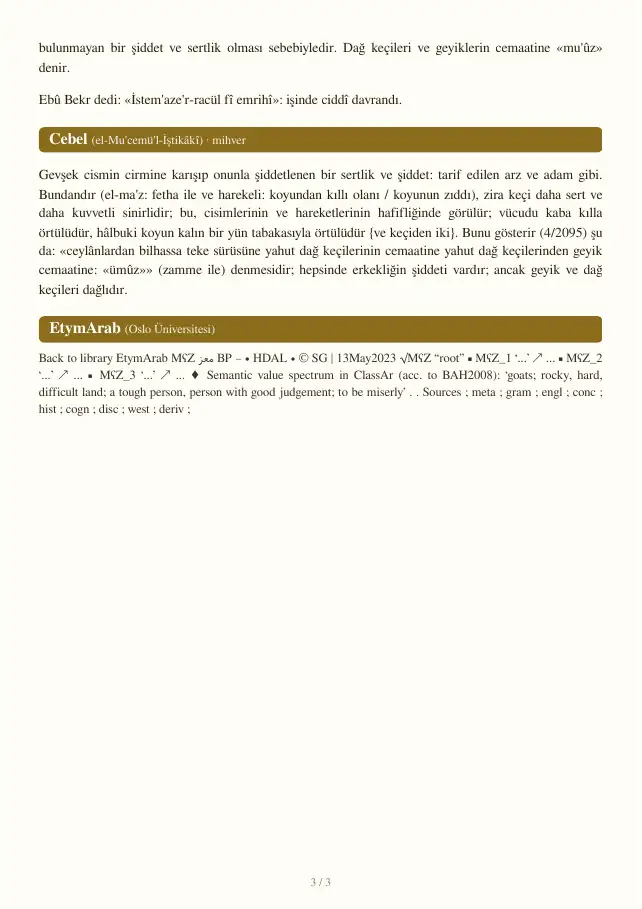 bulunmayan bir şiddet ve sertlik olması sebebiyledir. Dağ keçileri ve geyiklerin cemaatine «mu'ûz»
denir.
Ebû Bekr dedi: «İstem'aze'r-racül fî emrihî»: işinde ciddî davrandı.
Cebel (el-Mu'cemü'l-İştikâkî) · mihver
Gevşek cismin cirmine karışıp onunla şiddetlenen bir sertlik ve şiddet: tarif edilen arz ve adam gibi.
Bundandır (el-ma'z: fetha ile ve harekeli: koyundan kıllı olanı / koyunun zıddı), zira keçi daha sert ve
daha kuvvetli sinirlidir; bu, cisimlerinin ve hareketlerinin hafifliğinde görülür; vücudu kaba kılla
örtülüdür, hâlbuki koyun kalın bir yün tabakasıyla örtülüdür {ve keçiden iki}. Bunu gösterir (4/2095) şu
da: «ceylânlardan bilhassa teke sürüsüne yahut dağ keçilerinin cemaatine yahut dağ keçilerinden geyik
cemaatine: «ümûz»» (zamme ile) denmesidir; hepsinde erkekliğin şiddeti vardır; ancak geyik ve dağ
keçileri dağlıdır.
EtymArab (Oslo Üniversitesi)
Back to library EtymArab MʕZ معز BP – • HDAL • © SG | 13May2023 √MʕZ “root” ▪ MʕZ_1 ‘...’ ↗ ... ▪ MʕZ_2
‘...’ ↗ ... ▪ MʕZ_3 ‘...’ ↗ ... ♦ Semantic value spectrum in ClassAr (acc. to BAH2008): ‘goats; rocky, hard,
difficult land; a tough person, person with good judgement; to be miserly’ . . Sources ; meta ; gram ; engl ; conc ;
hist ; cogn ; disc ; west ; deriv ;
3 / 3